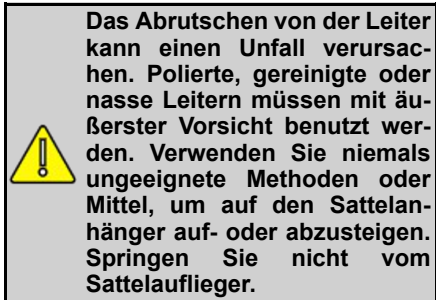 Das Abrutschen von der Leiter
kann einen Unfall verursac-
hen. Polierte, gereinigte oder
nasse Leitern müssen mit äu-
ßerster Vorsicht benutzt wer-
den. Verwenden Sie niemals
ungeeignete Methoden oder
Mittel, um auf den Sattelan-
hänger auf- oder abzusteigen.
Springen Sie nicht vom
Sattelauflieger.